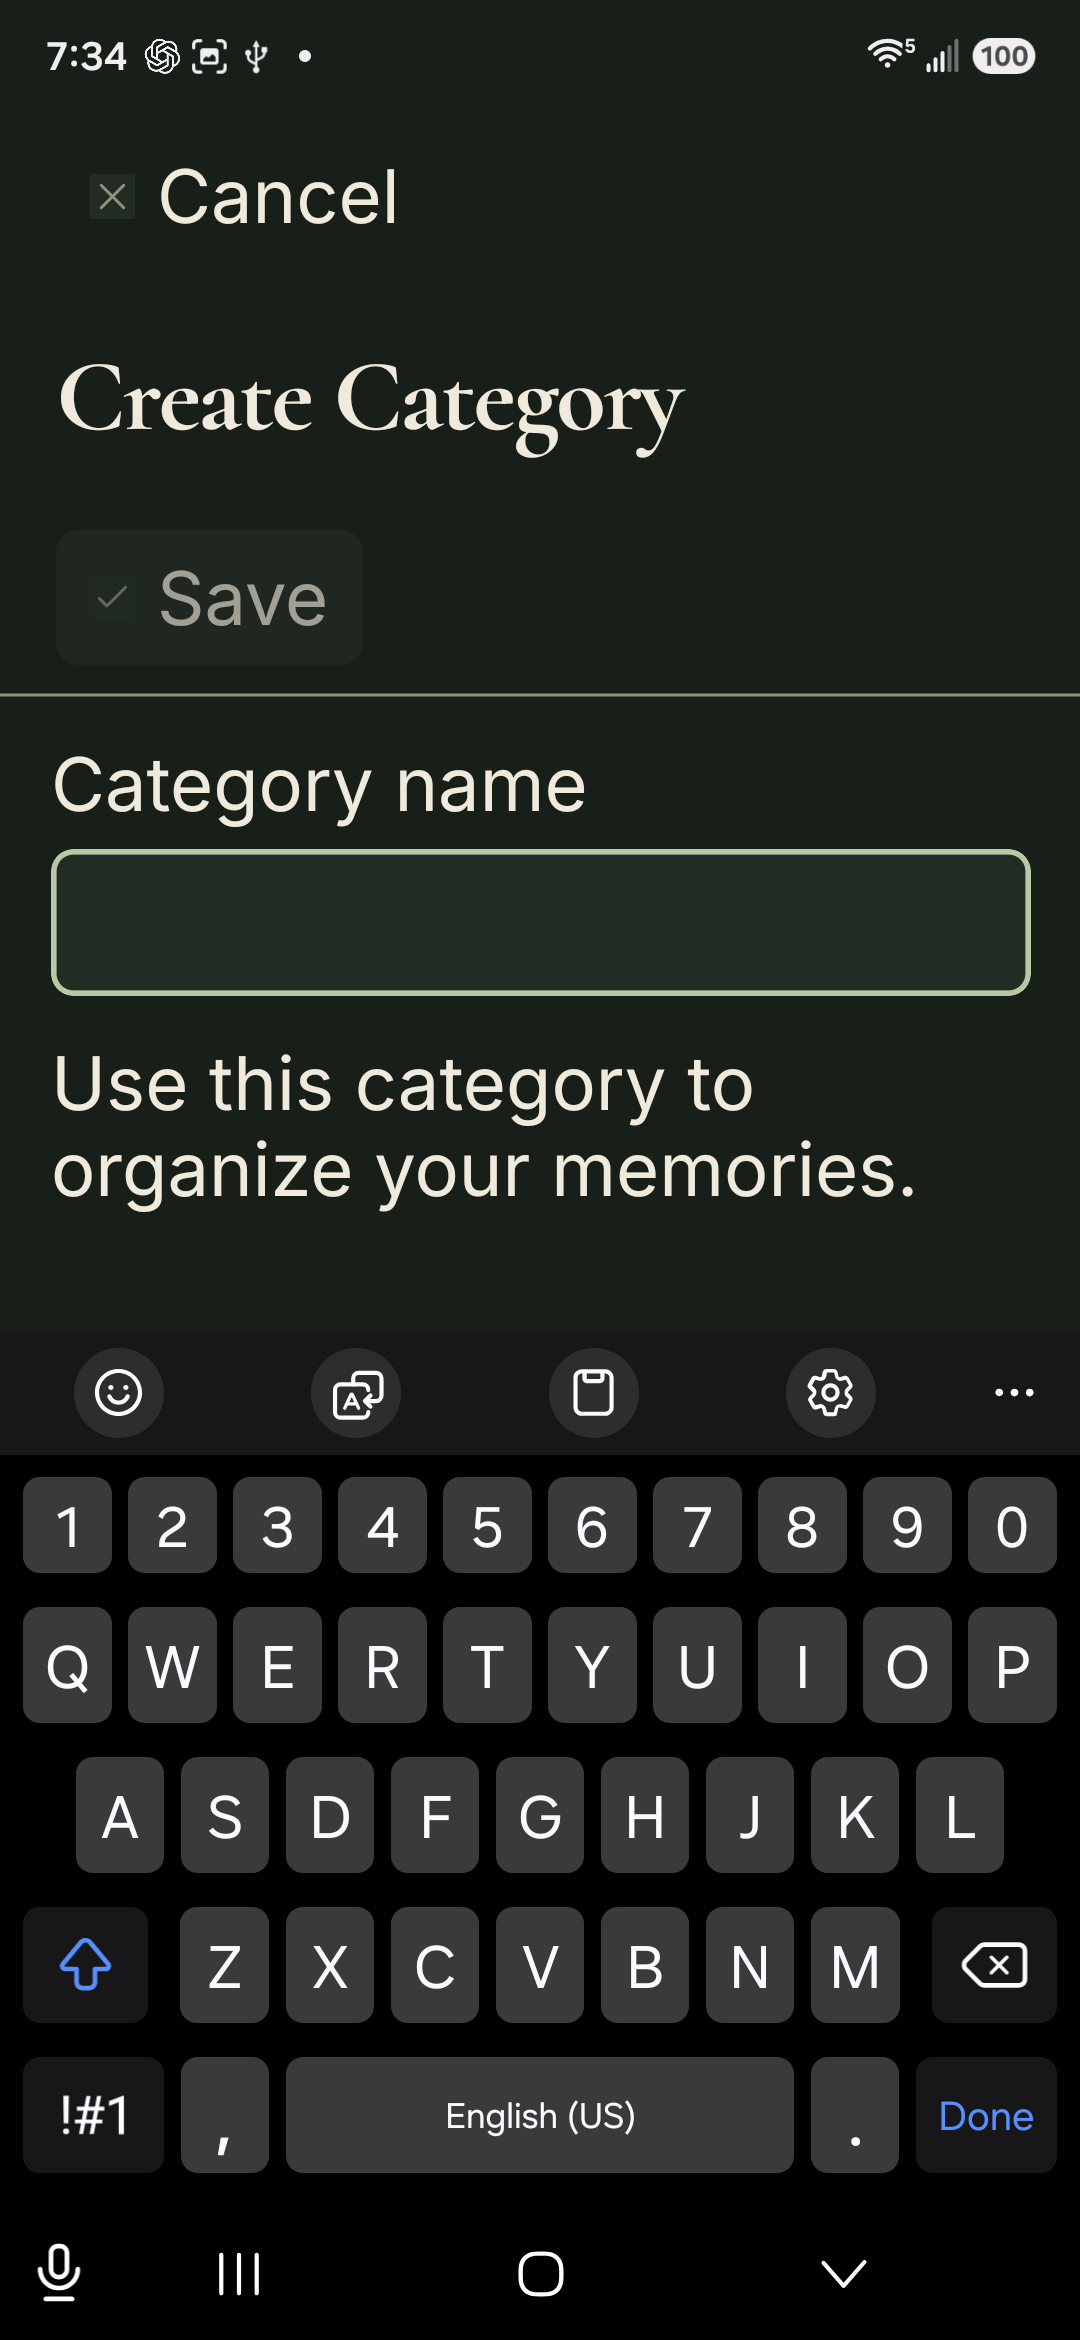 7:34
5
100
Cancel
Create Category
Save
Category name
Use this category to
organize your memories.
A
1 2 3 4 5 6 7 8 9 0
Q W E R T Y U I O P
A S D F G H J K L
Z X C V B N M
!#1 , English (US) . Done